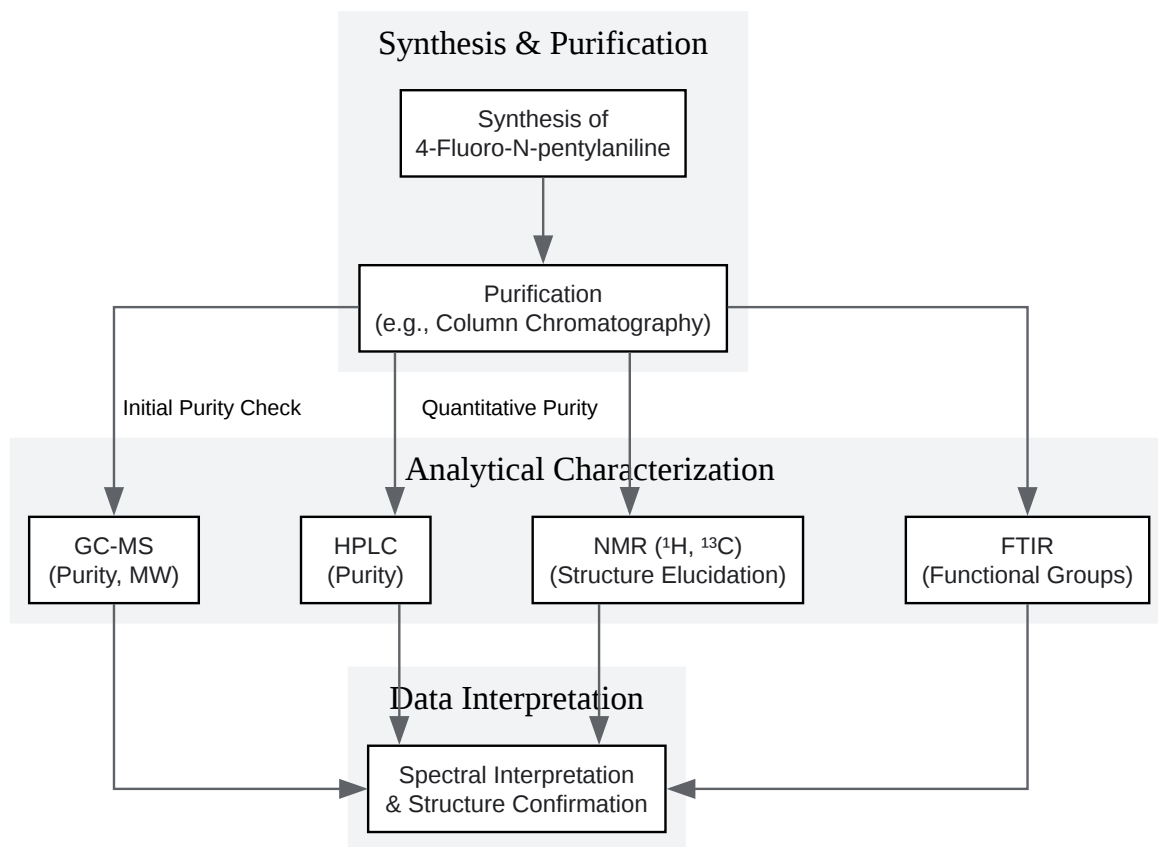 Synthesis & Purification
Synthesis of
4-Fluoro-N-pentylaniline
Purification
(e.g., Column Chromatography)
Initial Purity Check
Quantitative Purity
Analytical Characterization
GC-MS
(Purity, MW)
HPLC
(Purity)
NMR (¹H, ¹³C)
(Structure Elucidation)
FTIR
(Functional Groups)
Data Interpretation
Spectral Interpretation
& Structure Confirmation